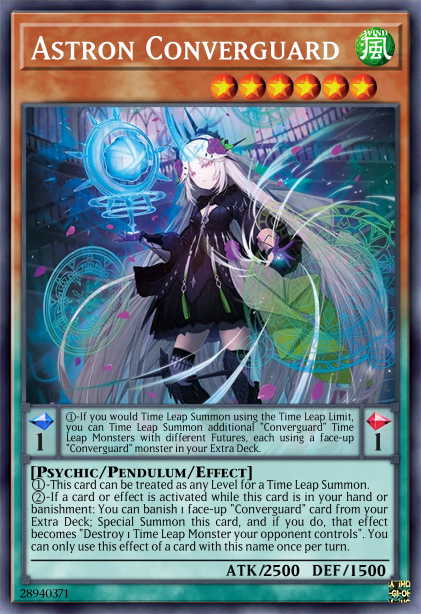 ASTRON CONVERGUARD
WIND
風
①-If you would Time Leap Summon using the Time Leap Limit,
you can Time Leap Summon additional "Converguard" Time
Leap Monsters with different Futures, each using a face-up
"Converguard" monster in your Extra Deck.
1
1
[PSYCHIC/PENDULUM/EFFECT]
①-This card can be treated as any Level for a Time Leap Summon.
②-If a card or effect is activated while this card is in your hand or
banishment: You can banish 1 face-up "Converguard" card from your
Extra Deck; Special Summon this card, and if you do, that effect
becomes "Destroy 1 Time Leap Monster your opponent controls". You
can only use this effect of a card with this name once per turn.
ATK/2500 DEF/1500
28940371